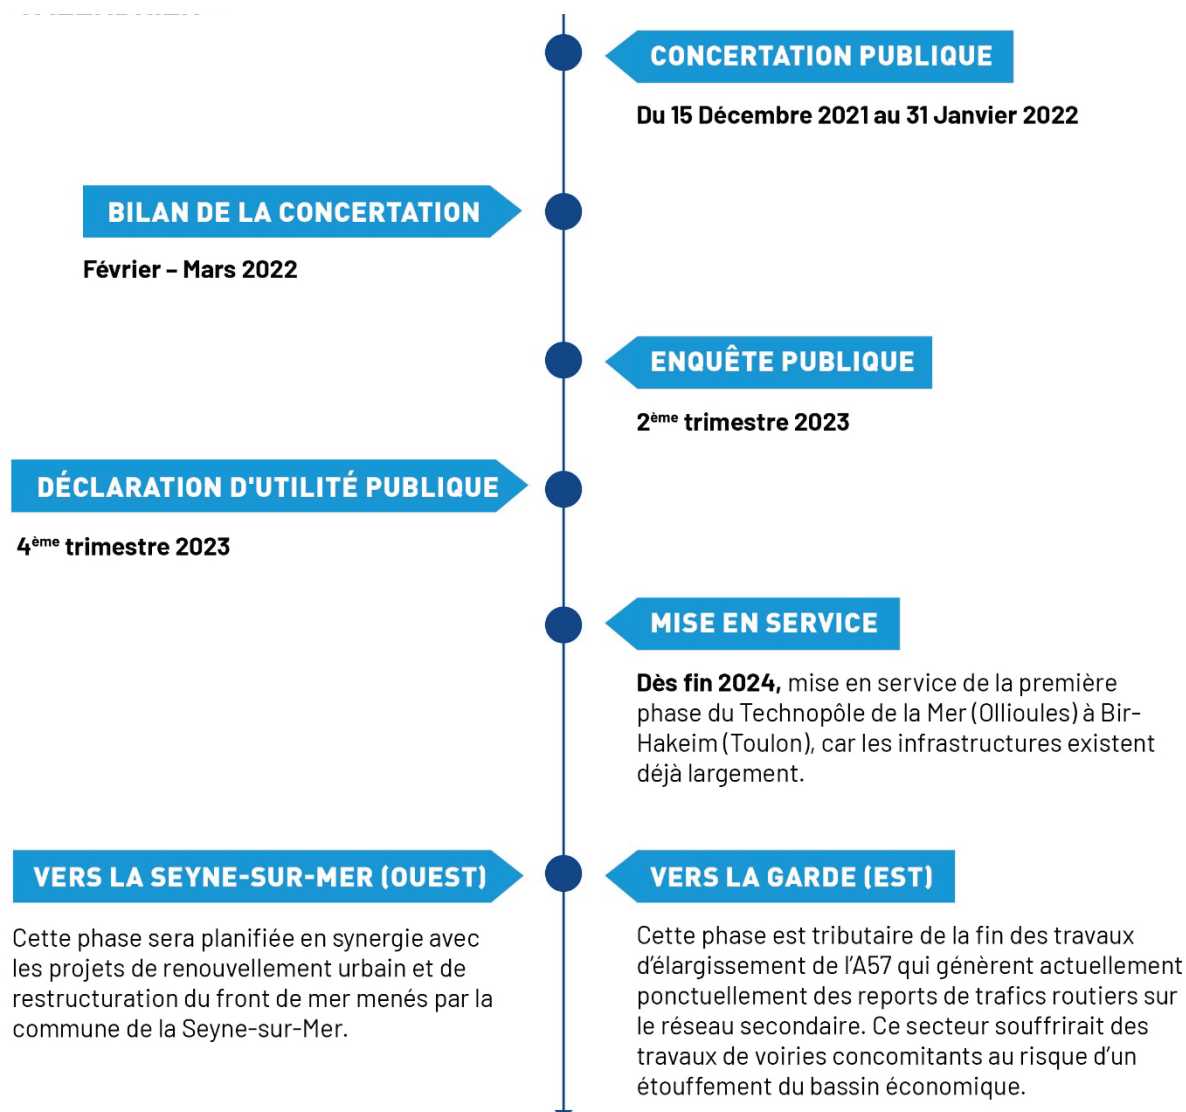 CONCERTATION PUBLIQUE
Du 15 Décembre 2021 au 31 Janvier 2022
BILAN DE LA CONCERTATION
Février – Mars 2022
ENQUÊTE PUBLIQUE
2ème trimestre 2023
DÉCLARATION D'UTILITÉ PUBLIQUE
4ème trimestre 2023
MISE EN SERVICE
Dès fin 2024, mise en service de la première
phase du Technopôle de la Mer (Ollioules) à Bir-
Hakeim (Toulon), car les infrastructures existent
déjà largement.
VERS LA SEYNE-SUR-MER (OUEST)
Cette phase sera planifiée en synergie avec
les projets de renouvellement urbain et de
restructuration du front de mer menés par la
commune de la Seyne-sur-Mer.
VERS LA GARDE (EST)
Cette phase est tributaire de la fin des travaux
d’élargissement de l’A57 qui génèrent actuellement
ponctuellement des reports de trafics routiers sur
le réseau secondaire. Ce secteur souffrirait des
travaux de voiries concomitants au risque d’un
étouffement du bassin économique.